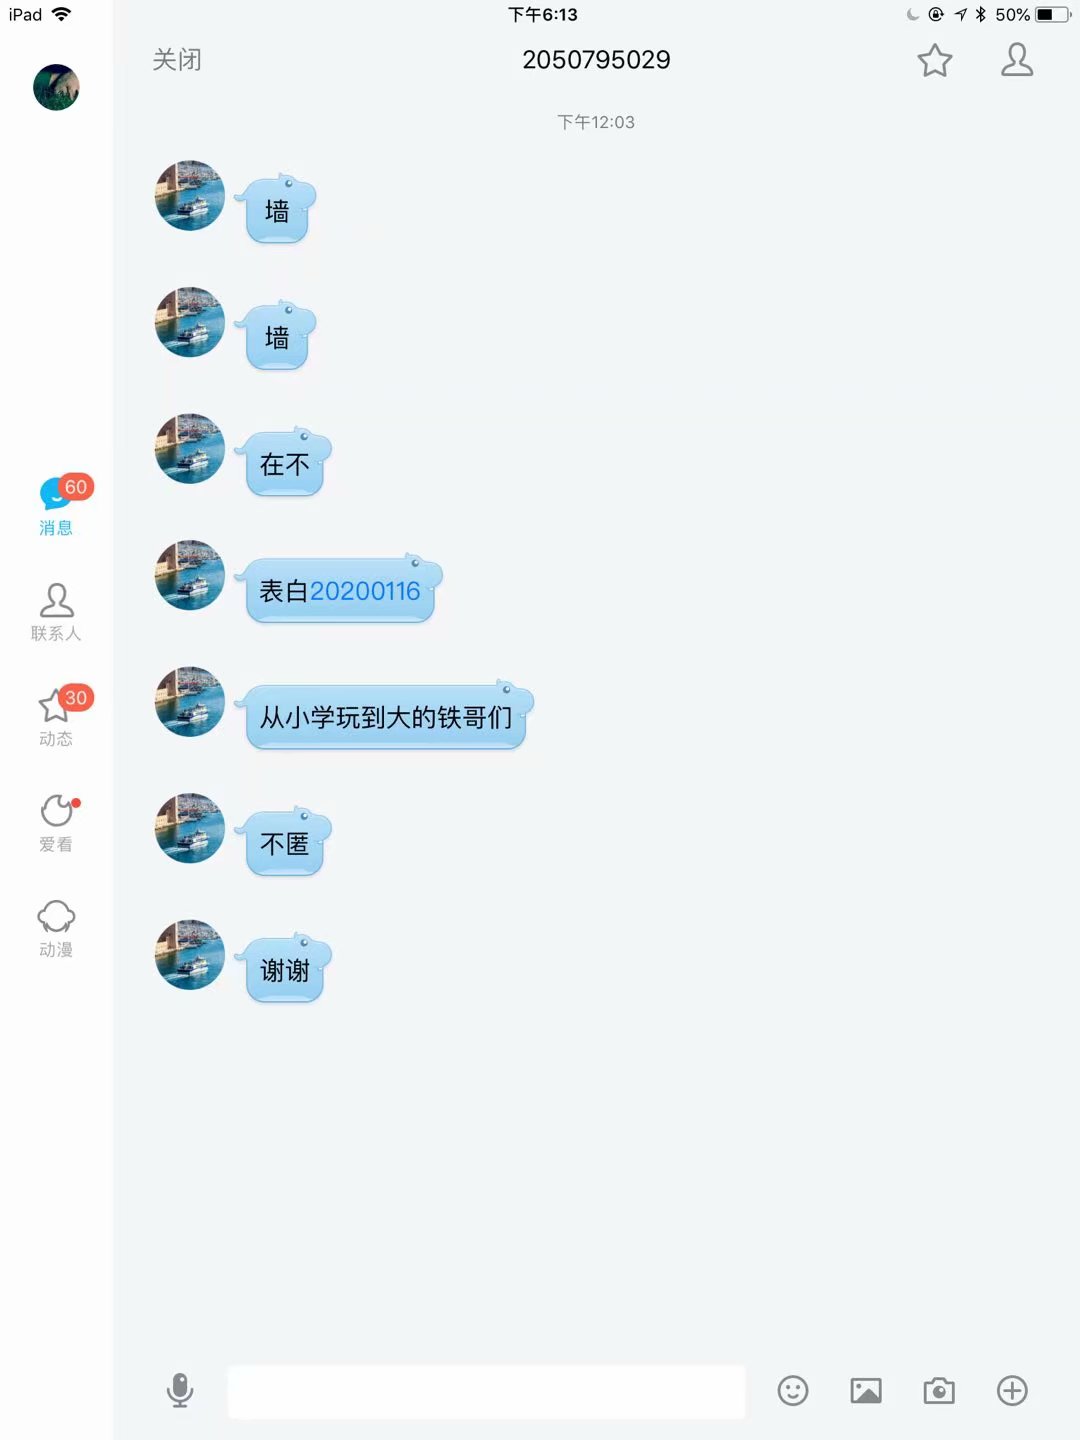 iPad
下午6:13
50%
关闭
2050795029
下午12:03
墙
墙
在不
表白20200116
从小学玩到大的铁哥们
不匿
谢谢
60
消息
联系人
30
动态
爱看
动漫